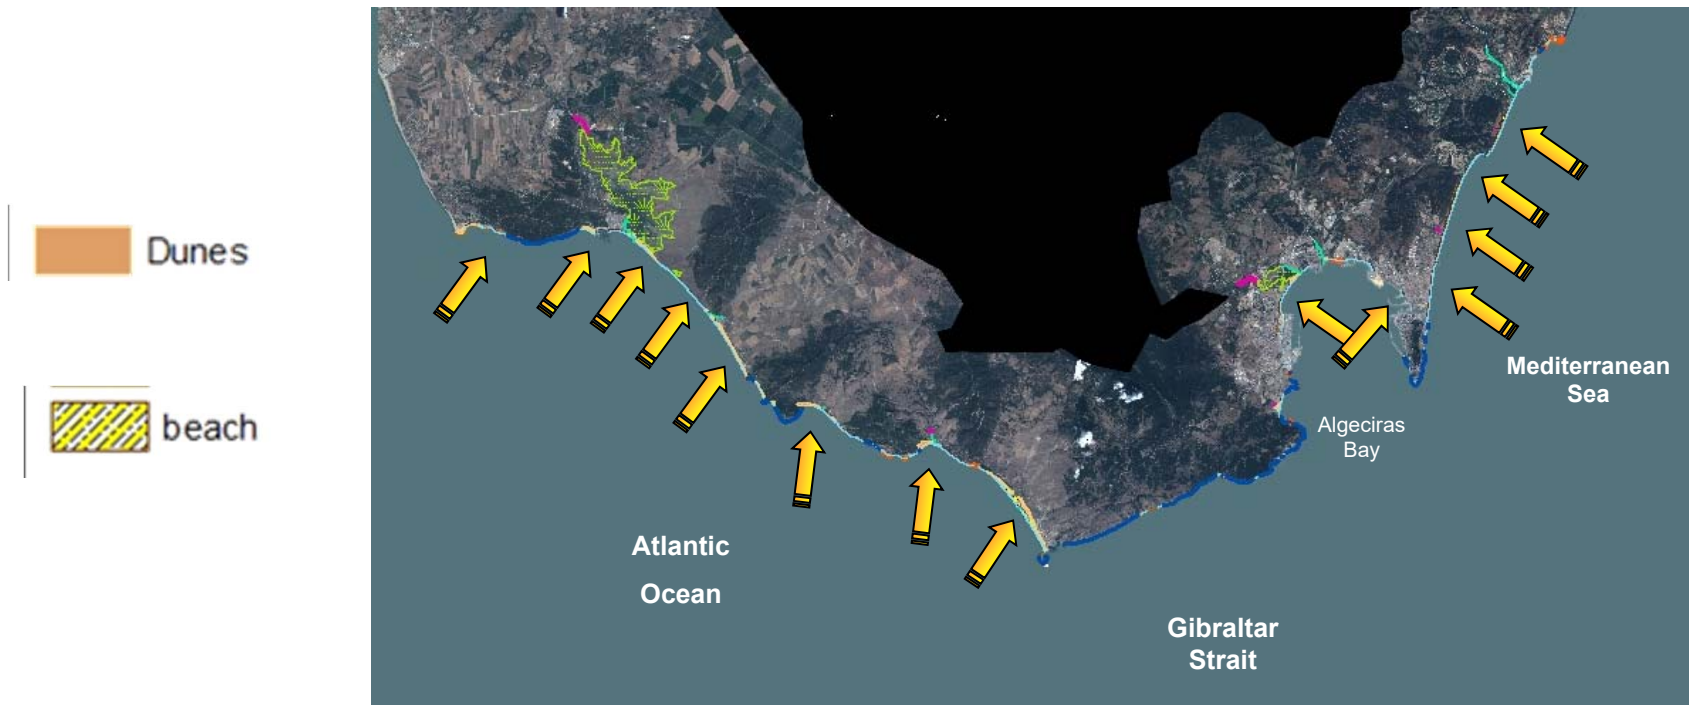 Dunes
beach
Atlantic
Ocean
Gibraltar
Strait
Algeciras
Bay
Mediterranean
Sea